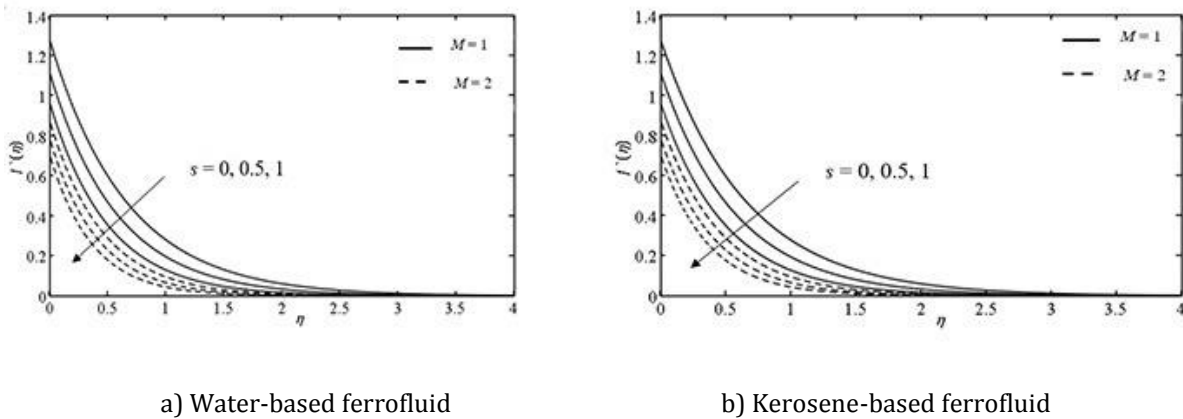 1.4
1.2
1
0.8
0.6
0.4
0.2
0
f `(η)
M = 1
M = 2
s = 0, 0.5, 1
0 0.5 1 1.5 2 2.5 3 3.5 4
η
a) Water-based ferrofluid
1.4
1.2
1
0.8
0.6
0.4
0.2
0
f `(η)
M = 1
M = 2
s = 0, 0.5, 1
0 0.5 1 1.5 2 2.5 3 3.5 4
η
b) Kerosene-based ferrofluid